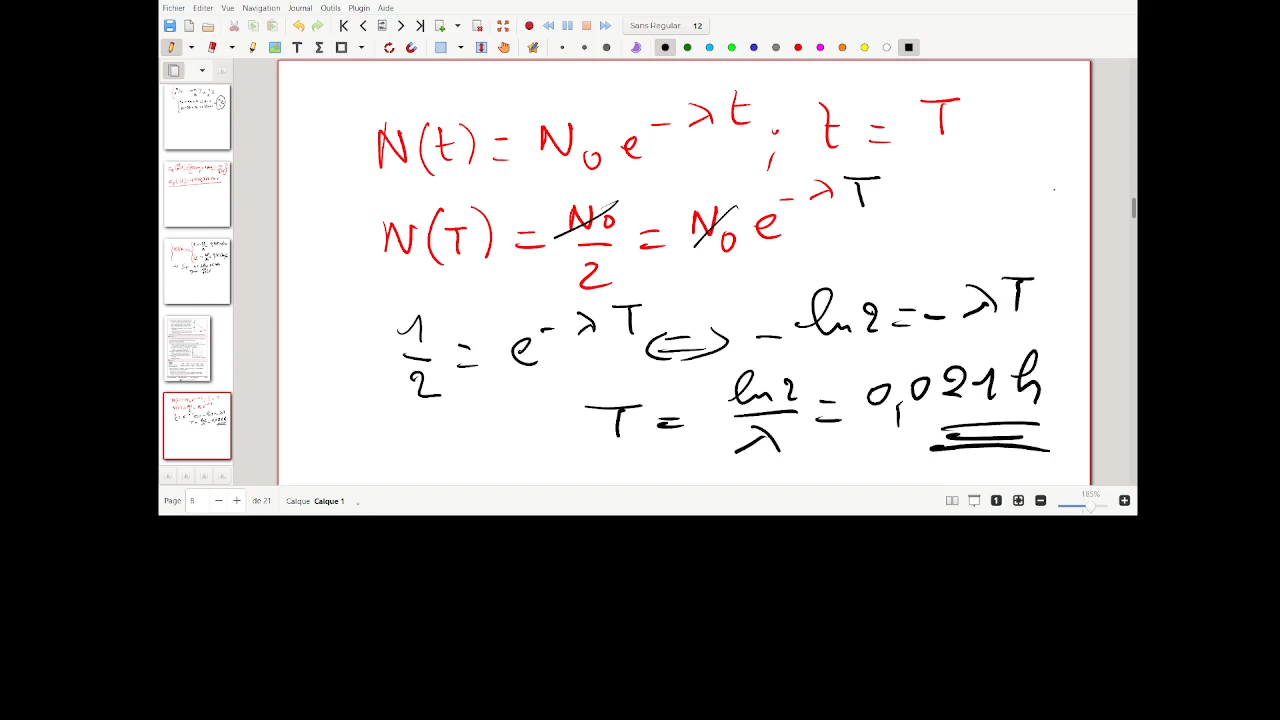 Fichier Editer Vue Navigation Journal Outils Plugin Aide
Sans Regular 12
N(t) = N₀ e^{-λt} ; t = T
N(T) = N₀/2 = N₀ e^{-λT}
1/2 = e^{-λT} ⇔ -ln2 = -λT
T = ln2/λ = 0,021h
Page 8 de 21 Calque Calque 1 185%